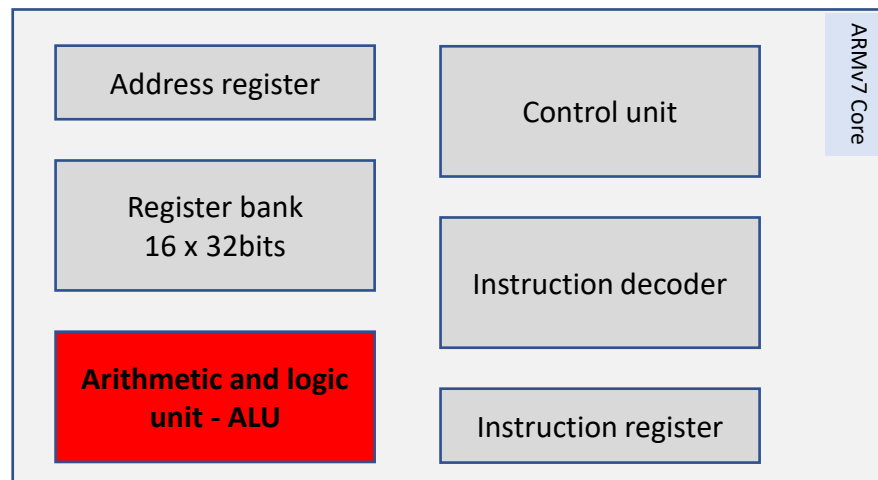 Address register
Register bank
16 x 32bits
Arithmetic and logic
unit - ALU
Control unit
Instruction decoder
Instruction register
ARMv7 Core